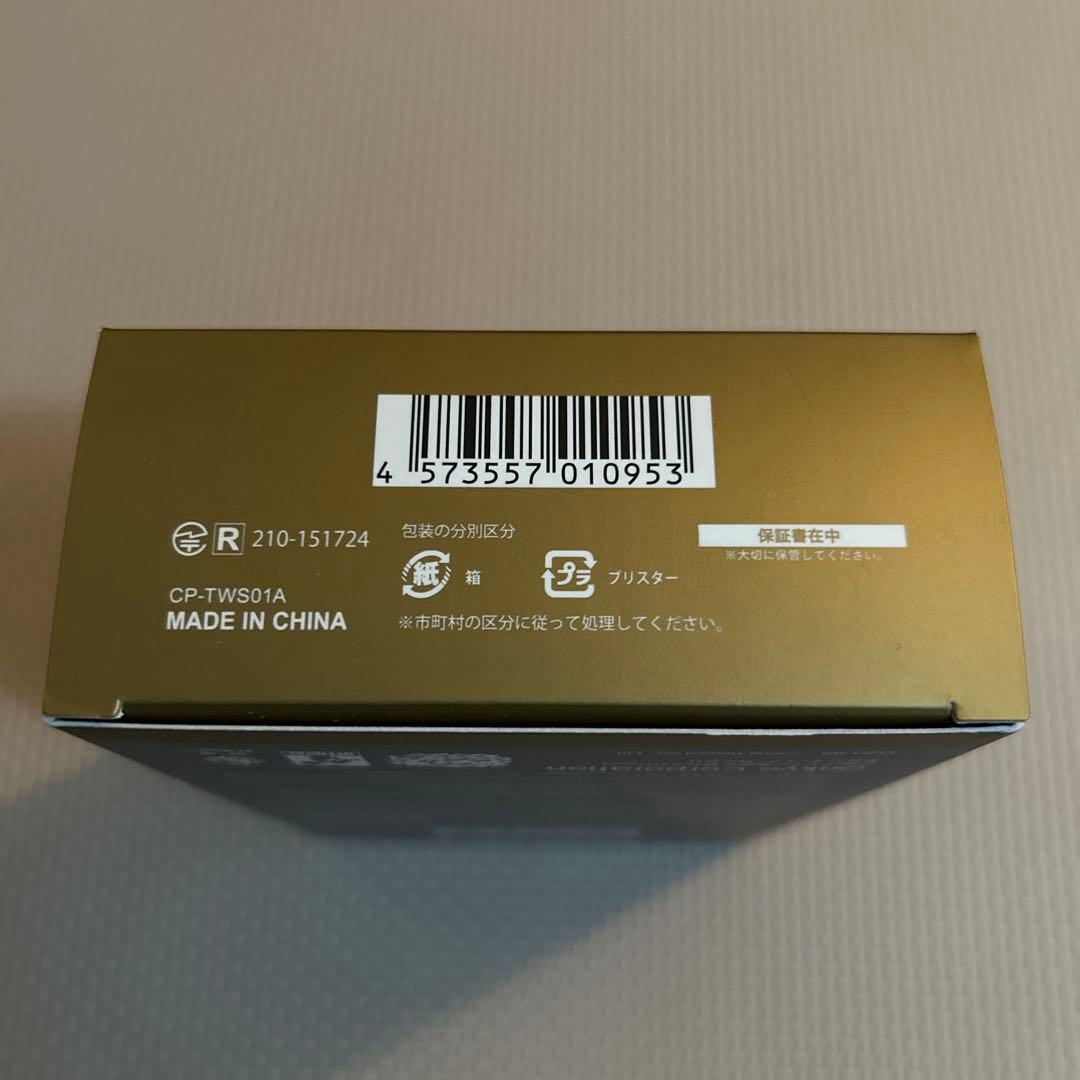 4 573557 010953
R 210-151724
CP-TWS01A
MADE IN CHINA
包装の分別区分
紙 箱
プラ ブリスター
※市町村の区分に従って処理してください。
保証書在中
※大切に保管してください。
Corporation